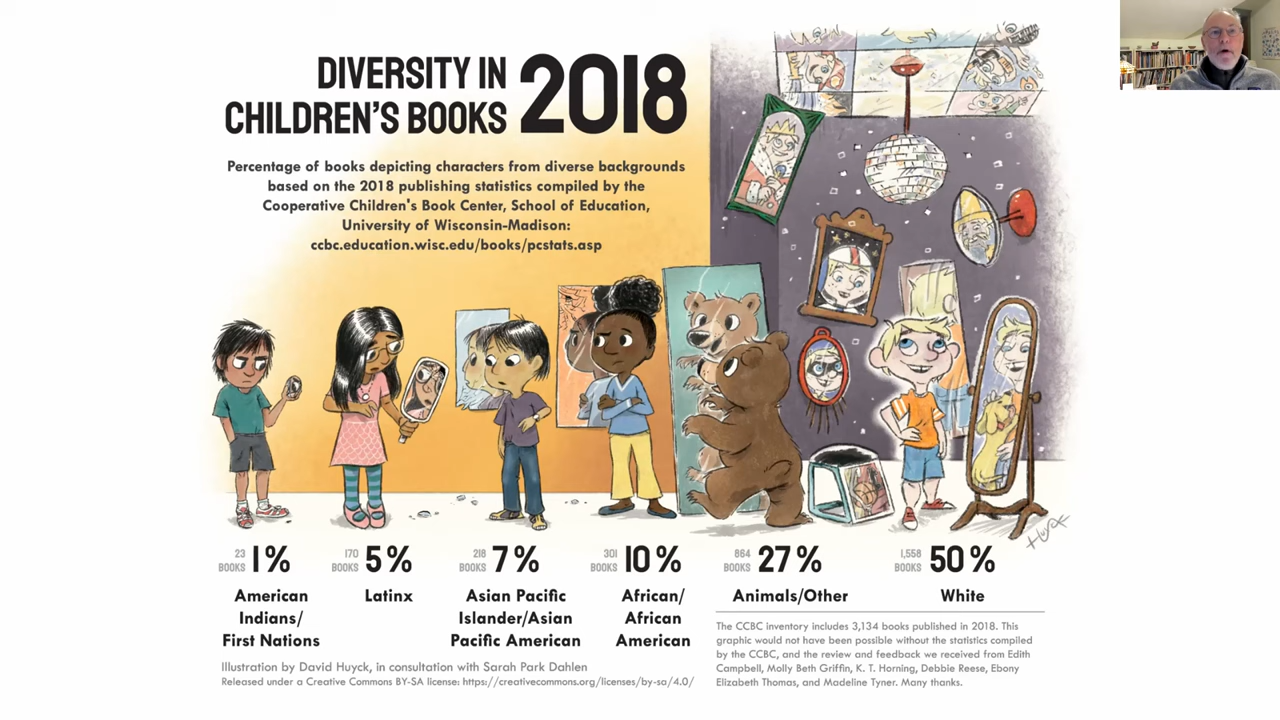 DIVERSITY IN
CHILDREN'S BOOKS 2018
Percentage of books depicting characters from diverse backgrounds
based on the 2018 publishing statistics compiled by the
Cooperative Children's Book Center, School of Education,
University of Wisconsin-Madison:
ccbc.education.wisc.edu/books/pcstats.asp
Huyck
23 BOOKS 1%
American
Indians/
First Nations
170 BOOKS 5%
Latinx
218 BOOKS 7%
Asian Pacific
Islander/Asian
Pacific American
301 BOOKS 10%
African/
African
American
864 BOOKS 27%
Animals/Other
1,558 BOOKS 50%
White
The CCBC inventory includes 3,134 books published in 2018. This
graphic would not have been possible without the statistics compiled
by the CCBC, and the review and feedback we received from Edith
Campbell, Molly Beth Griffin, K. T. Horning, Debbie Reese, Ebony
Elizabeth Thomas, and Madeline Tyner. Many thanks.
Illustration by David Huyck, in consultation with Sarah Park Dahlen
Released under a Creative Commons BY-SA license: https://creativecommons.org/licenses/by-sa/4.0/